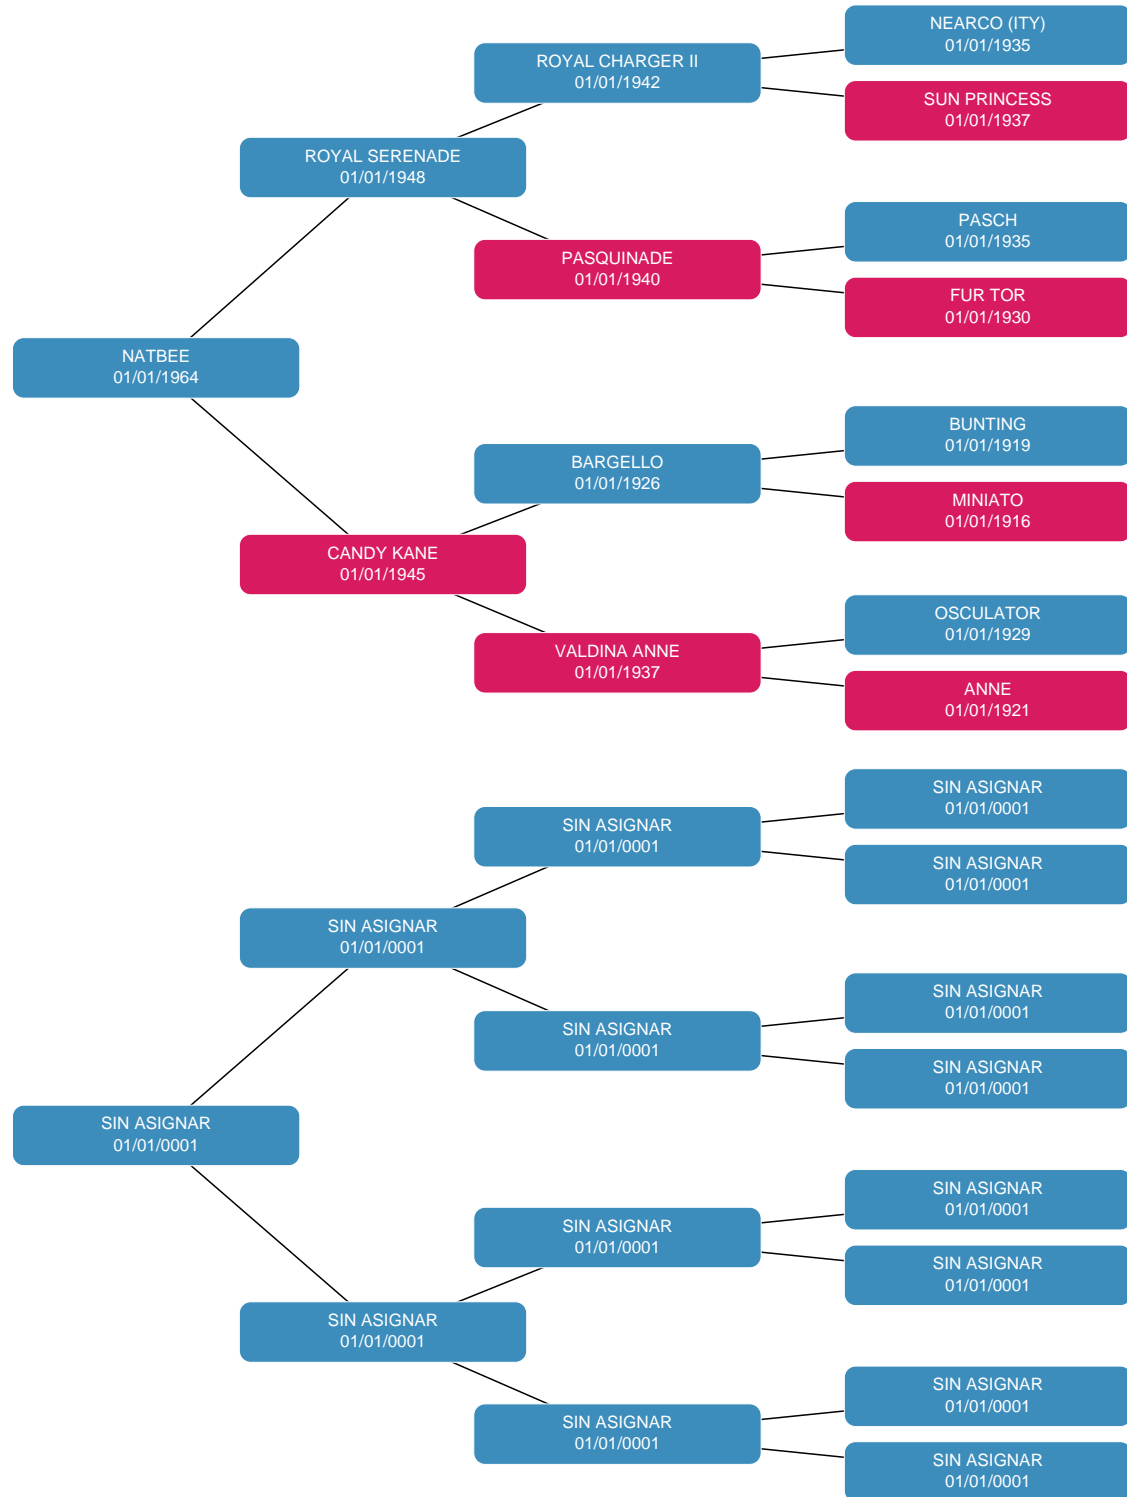 NEARCO (ITY)
01/01/1935
ROYAL CHARGER II
01/01/1942
SUN PRINCESS
01/01/1937
ROYAL SERENADE
01/01/1948
PASCH
01/01/1935
PASQUINADE
01/01/1940
FUR TOR
01/01/1930
NATBEE
01/01/1964
BUNTING
01/01/1919
BARGELLO
01/01/1926
MINIATO
01/01/1916
CANDY KANE
01/01/1945
OSCULATOR
01/01/1929
VALDINA ANNE
01/01/1937
ANNE
01/01/1921
SIN ASIGNAR
01/01/0001
SIN ASIGNAR
01/01/0001
SIN ASIGNAR
01/01/0001
SIN ASIGNAR
01/01/0001
SIN ASIGNAR
01/01/0001
SIN ASIGNAR
01/01/0001
SIN ASIGNAR
01/01/0001
SIN ASIGNAR
01/01/0001
SIN ASIGNAR
01/01/0001
SIN ASIGNAR
01/01/0001
SIN ASIGNAR
01/01/0001
SIN ASIGNAR
01/01/0001
SIN ASIGNAR
01/01/0001
SIN ASIGNAR
01/01/0001
SIN ASIGNAR
01/01/0001